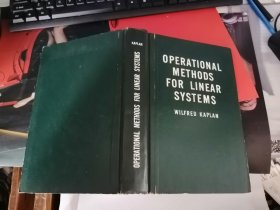 KAPLAN
OPERATIONAL METHODS FOR LINEAR SYSTEMS
OPERATIONAL
METHODS
FOR LINEAR
SYSTEMS
WILFRED KAPLAN